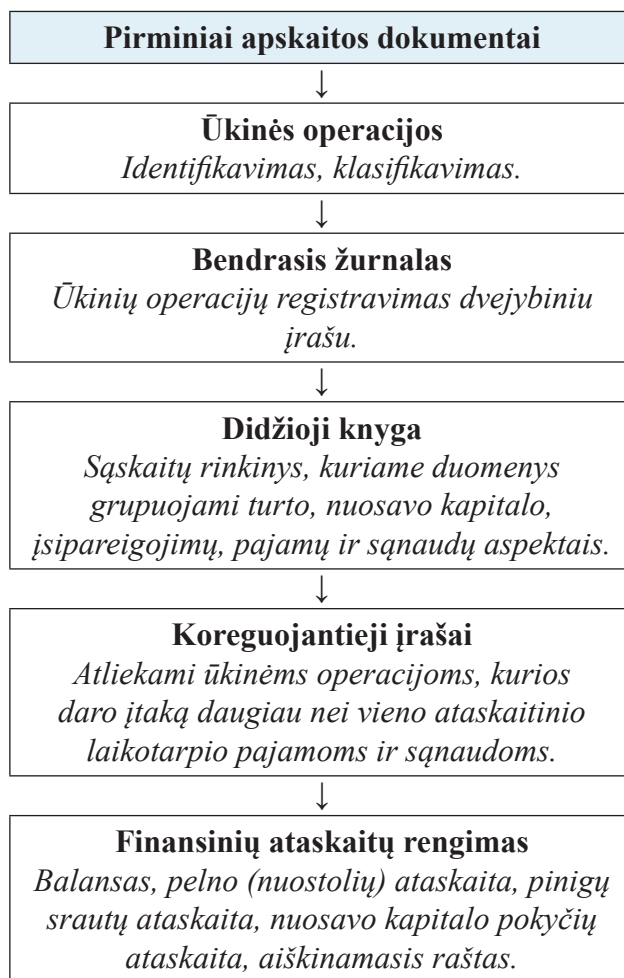 Pirminiai apskaitos dokumentai
↓
Ūkinės operacijos
Identifikavimas, klasifikavimas.
↓
Bendrasis žurnalas
Ūkinių operacijų registravimas dvejybiniu
įrašu.
↓
Didžioji knyga
Sąskaitų rinkinys, kuriame duomenys
grupuojami turto, nuosavo kapitalo,
įsipareigojimų, pajamų ir sąnaudų aspektais.
↓
Koreguojantieji įrašai
Atliekami ūkinėms operacijoms, kurios
daro įtaką daugiau nei vieno ataskaitinio
laikotarpio pajamoms ir sąnaudoms.
↓
Finansinių ataskaitų rengimas
Balansas, pelno (nuostolių) ataskaita, pinigų
srautų ataskaita, nuosavo kapitalo pokyčių
ataskaita, aiškinamasis raštas.